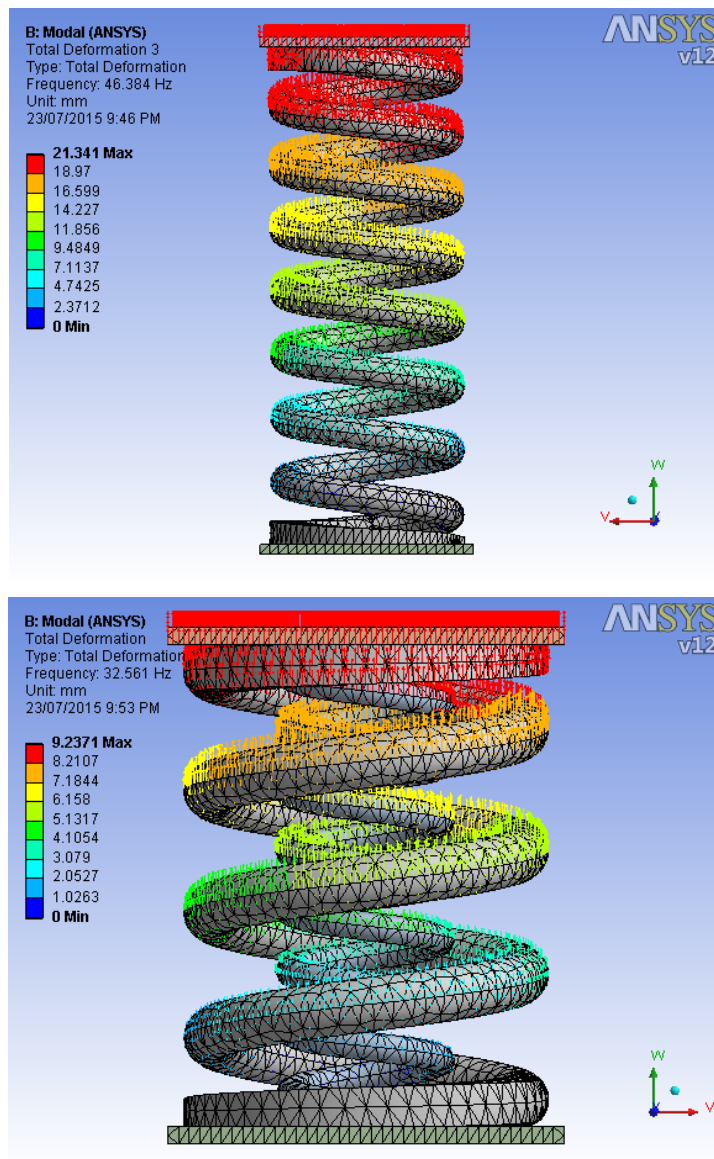 B: Modal (ANSYS)
Total Deformation 3
Type: Total Deformation
Frequency: 46.384 Hz
Unit: mm
23/07/2015 9:46 PM
21.341 Max
18.97
16.599
14.227
11.856
9.4849
7.1137
4.7425
2.3712
0 Min
ANSYS
v12
W
V
B: Modal (ANSYS)
Total Deformation
Type: Total Deformation
Frequency: 32.561 Hz
Unit: mm
23/07/2015 9:53 PM
9.2371 Max
8.2107
7.1844
6.158
5.1317
4.1054
3.079
2.0527
1.0263
0 Min
ANSYS
v12
W
V